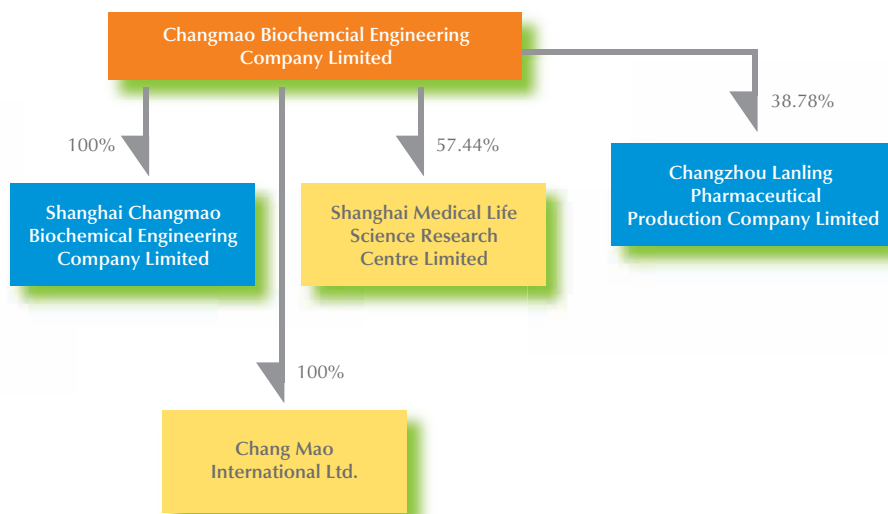 Changmao Biochemcial Engineering
Company Limited
100%
57.44%
38.78%
Shanghai Changmao
Biochemical Engineering
Company Limited
Shanghai Medical Life
Science Research
Centre Limited
Changzhou Lanling
Pharmaceutical
Production Company Limited
100%
Chang Mao
International Ltd.